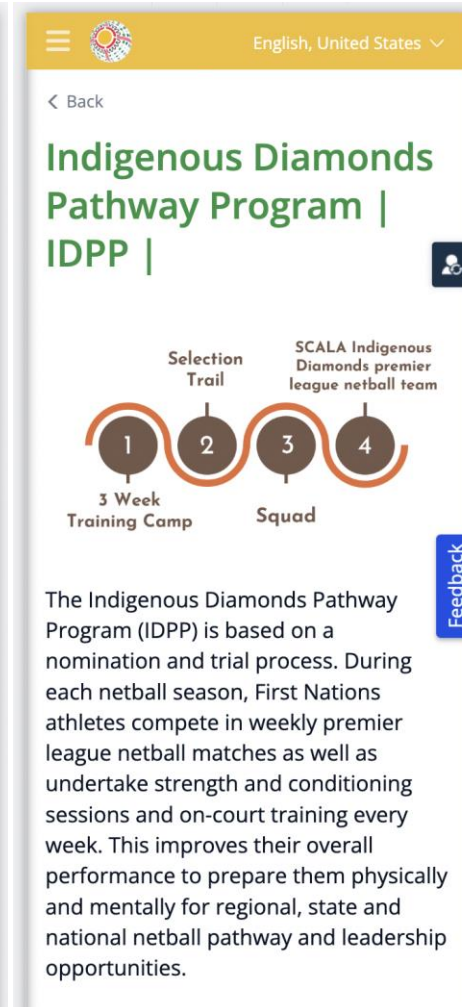 English, United States
< Back
Indigenous Diamonds
Pathway Program |
IDPP |
Selection
Trail
SCALA Indigenous
Diamonds premier
league netball team
1
2
3
4
3 Week
Training Camp
Squad
Feedback
The Indigenous Diamonds Pathway
Program (IDPP) is based on a
nomination and trial process. During
each netball season, First Nations
athletes compete in weekly premier
league netball matches as well as
undertake strength and conditioning
sessions and on-court training every
week. This improves their overall
performance to prepare them physically
and mentally for regional, state and
national netball pathway and leadership
opportunities.